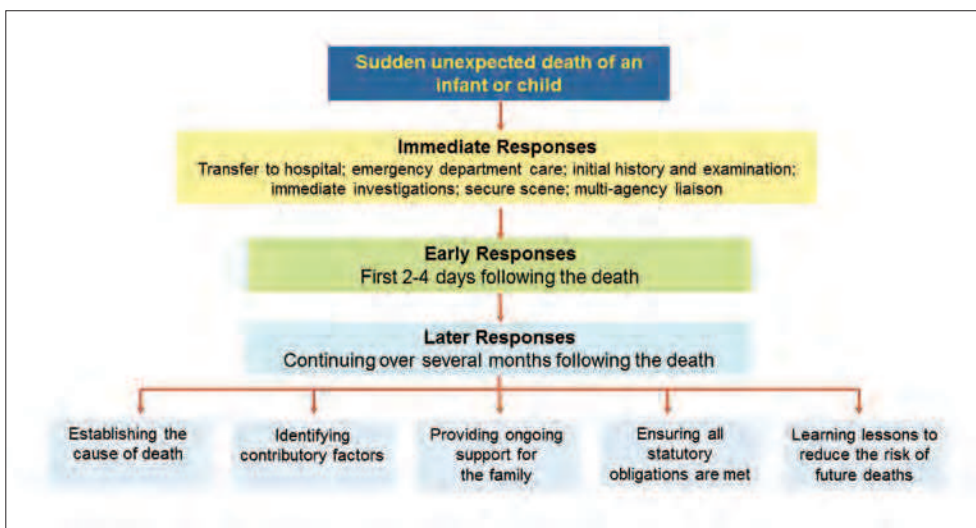 Sudden unexpected death of an
infant or child
Immediate Responses
Transfer to hospital; emergency department care; initial history and examination;
immediate investigations; secure scene; multi-agency liaison
Early Responses
First 2-4 days following the death
Later Responses
Continuing over several months following the death
Establishing the
cause of death
Identifying
contributory factors
Providing ongoing
support for
the family
Ensuring all
statutory
obligations are met
Learning lessons to
reduce the risk of
future deaths